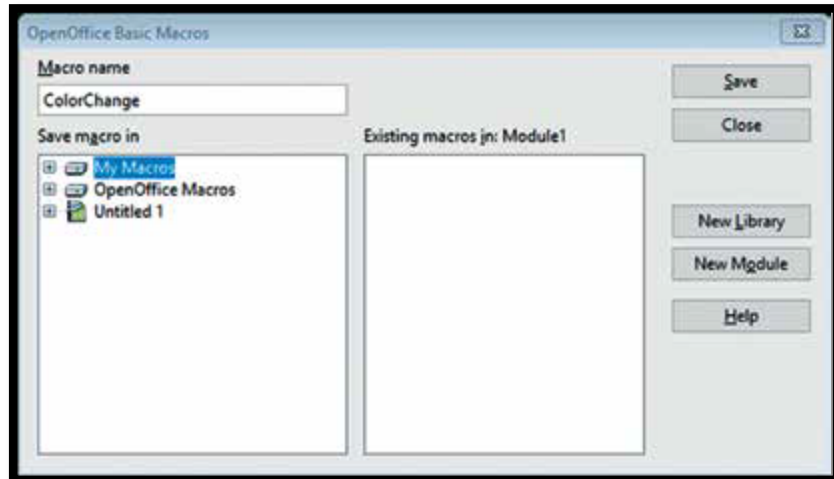 OpenOffice Basic Macros
Macro name
ColorChange
Save macro in
My Macros
OpenOffice Macros
Untitled 1
Existing macros in: Module1
Save
Close
New Library
New Module
Help